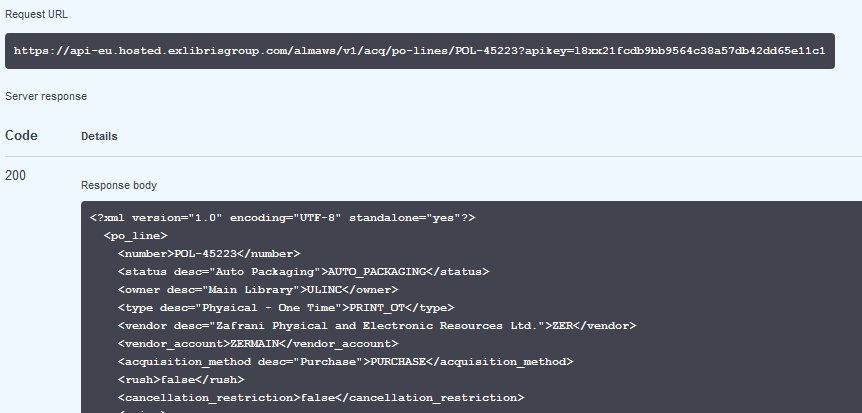 Request URL
https://api-eu.hosted.exlibrisgroup.com/almaws/v1/acq/po-lines/POL-45223?apikey=l8xx21fcdb9bb9564c38a57db42dd65e11c1
Server response
Code Details
200
Response body
<?xml version="1.0" encoding="UTF-8" standalone="yes"?>
<po_line>
<number>POL-45223</number>
<status desc="Auto Packaging">AUTO_PACKAGING</status>
<owner desc="Main Library">ULINC</owner>
<type desc="Physical - One Time">PRINT_OT</type>
<vendor desc="Zafrani Physical and Electronic Resources Ltd.">ZER</vendor>
<vendor_account>ZERMAIN</vendor_account>
<acquisition_method desc="Purchase">PURCHASE</acquisition_method>
<rush>false</rush>
<cancellation_restriction>false</cancellation_restriction>